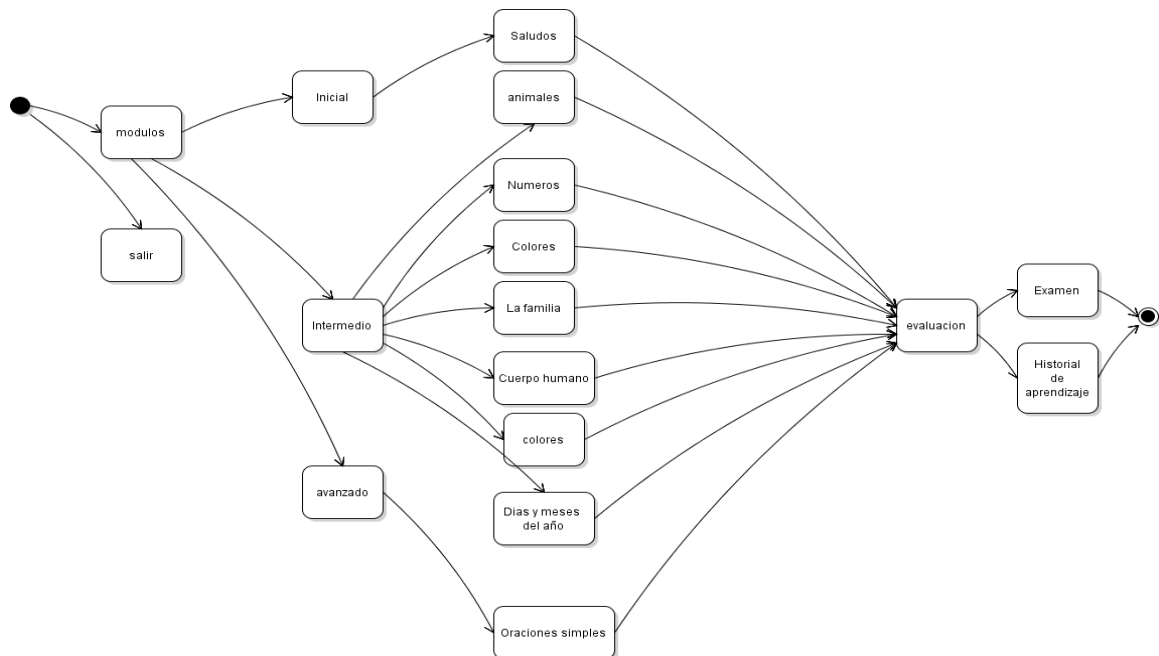 Saludos
animales
Inicial
modulos
Numeros
Colores
salir
La familia
Intermedio
Cuerpo humano
colores
avanzado
Dias y meses
del año
Oraciones simples
evaluacion
Examen
Historial
de
aprendizaje